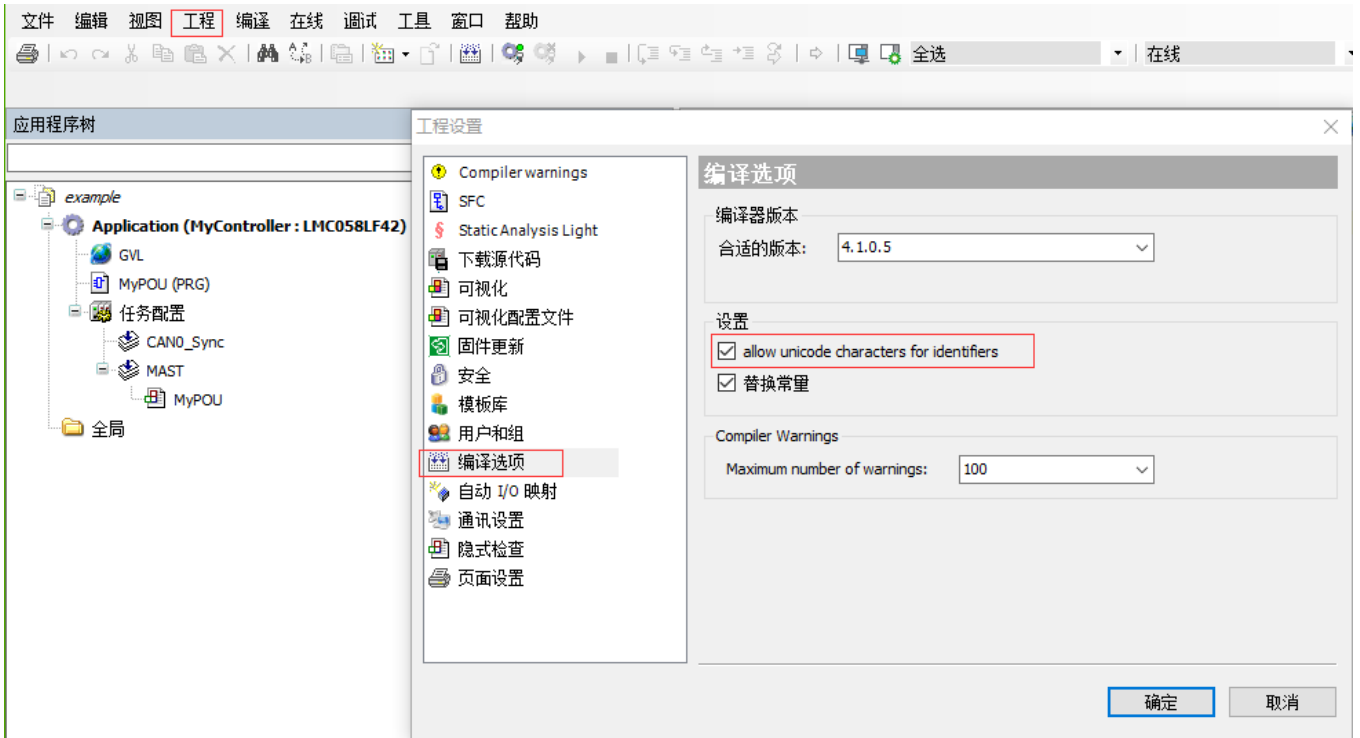 文件 编辑 视图 工程 编译 在线 调试 工具 窗口 帮助
全选 在线
应用程序树
example
Application (MyController : LMC058LF42)
GVL
MyPOU (PRG)
任务配置
CAN0_Sync
MAST
MyPOU
全局
工程设置
Compiler warnings
SFC
Static Analysis Light
下载源代码
可视化
可视化配置文件
固件更新
安全
模板库
用户和组
编译选项
自动 I/O 映射
通讯设置
隐式检查
页面设置
编译选项
编译器版本
合适的版本: 4.1.0.5
设置
allow unicode characters for identifiers
替换常量
Compiler Warnings
Maximum number of warnings: 100
确定 取消